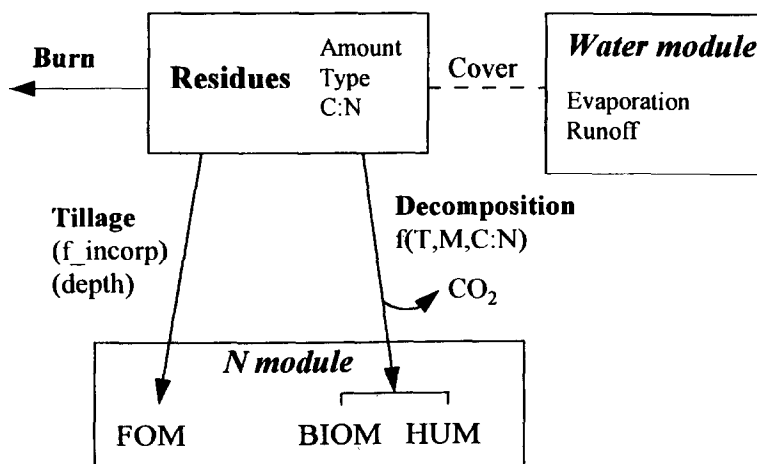 Burn
Residues
Amount
Type
C:N
Cover
Water module
Evaporation
Runoff
Tillage
(f_incorp)
(depth)
Decomposition
f(T,M,C:N)
CO₂
N module
FOM
BIOM HUM